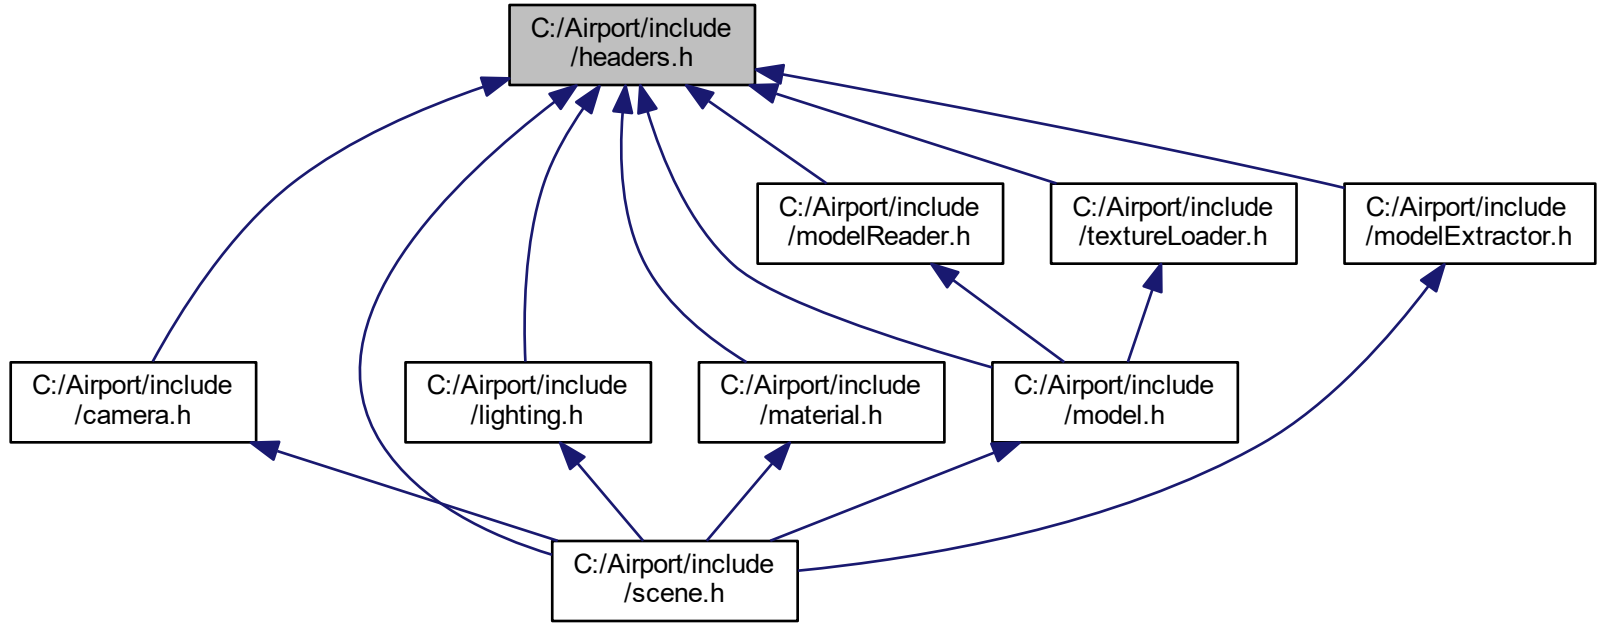 C:/Airport/include
/headers.h
C:/Airport/include
/modelReader.h
C:/Airport/include
/textureLoader.h
C:/Airport/include
/modelExtractor.h
C:/Airport/include
/camera.h
C:/Airport/include
/lighting.h
C:/Airport/include
/material.h
C:/Airport/include
/model.h
C:/Airport/include
/scene.h